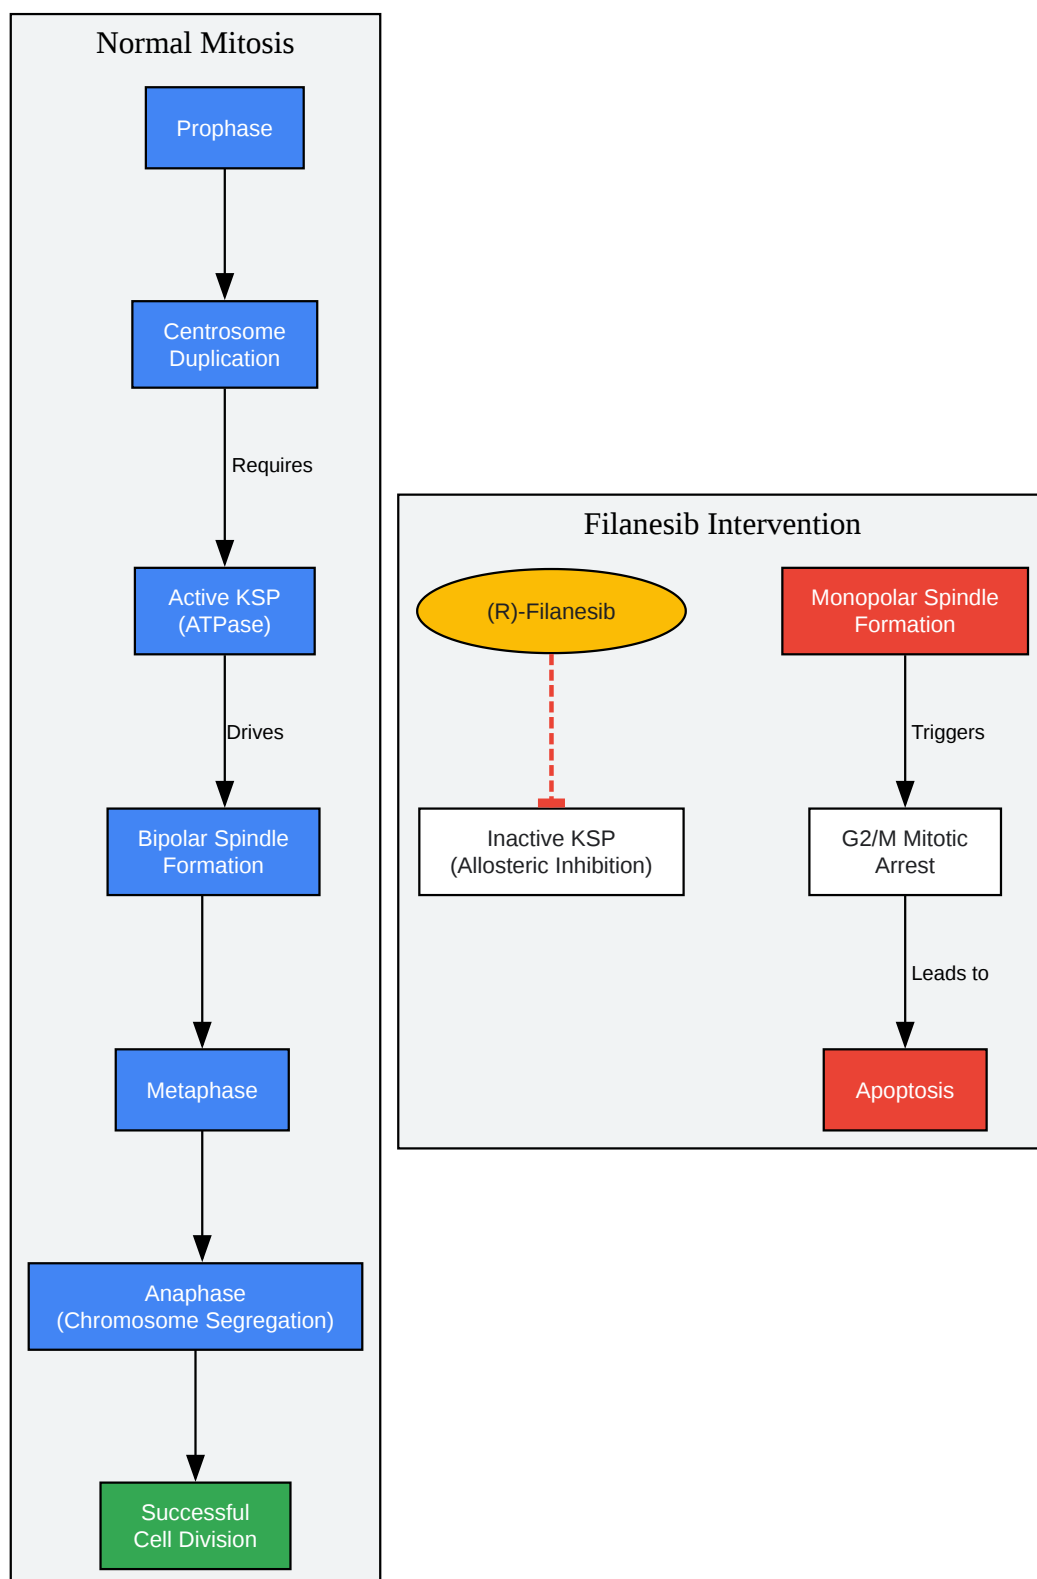 Normal Mitosis
Prophase
Centrosome
Duplication
Requires
Active KSP
(ATPase)
Drives
Bipolar Spindle
Formation
Metaphase
Anaphase
(Chromosome Segregation)
Successful
Cell Division
Filanesib Intervention
(R)-Filanesib
Inactive KSP
(Allosteric Inhibition)
Monopolar Spindle
Formation
Triggers
G2/M Mitotic
Arrest
Leads to
Apoptosis